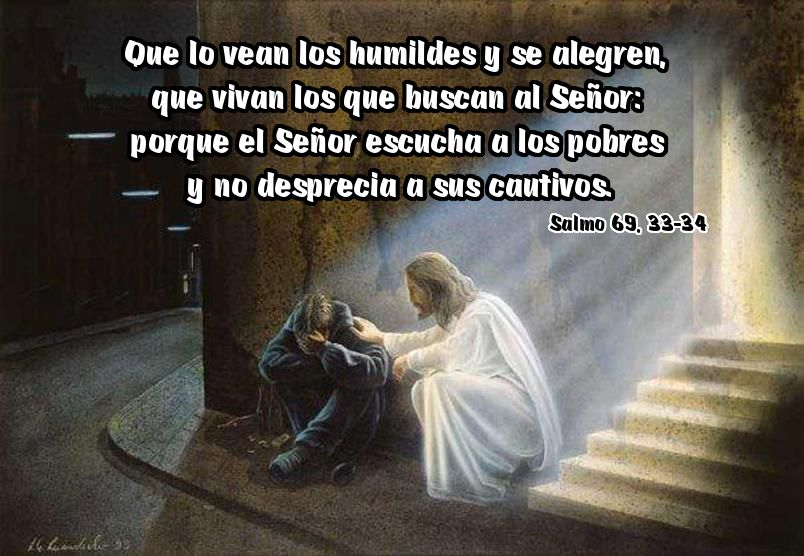 Que lo vean los humildes y se alegren,
que vivan los que buscan al Señor:
porque el Señor escucha a los pobres
y no desprecia a sus cautivos.
Salmo 69, 33-34